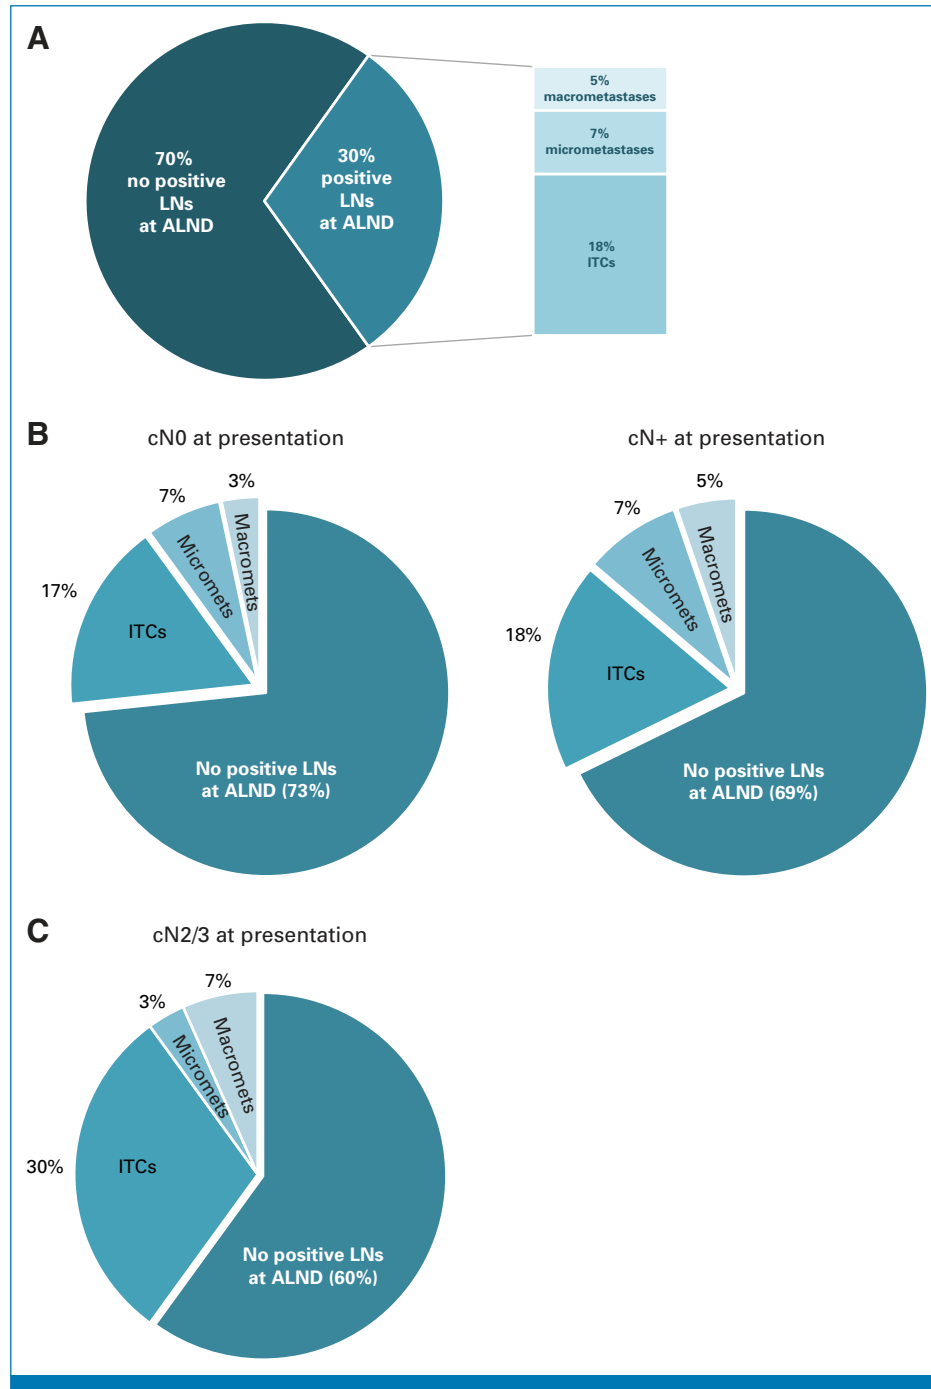 A
70%
no positive
LNs
at ALND
30%
positive
LNs
at ALND
5%
macrometastases
7%
micrometastases
18%
ITCs
B
cN0 at presentation
3%
7%
17%
Macromets
Micromets
ITCs
No positive LNs
at ALND (73%)
cN+ at presentation
5%
7%
18%
Macromets
Micromets
ITCs
No positive LNs
at ALND (69%)
C
cN2/3 at presentation
7%
3%
30%
Macromets
Micromets
ITCs
No positive LNs
at ALND (60%)